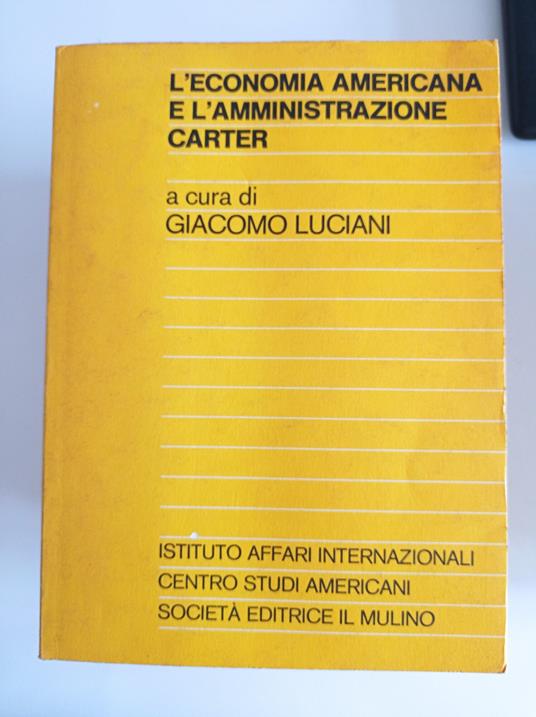 L'ECONOMIA AMERICANA
E L'AMMINISTRAZIONE
CARTER
a cura di
GIACOMO LUCIANI
ISTITUTO AFFARI INTERNAZIONALI
CENTRO STUDI AMERICANI
SOCIETÀ EDITRICE IL MULINO